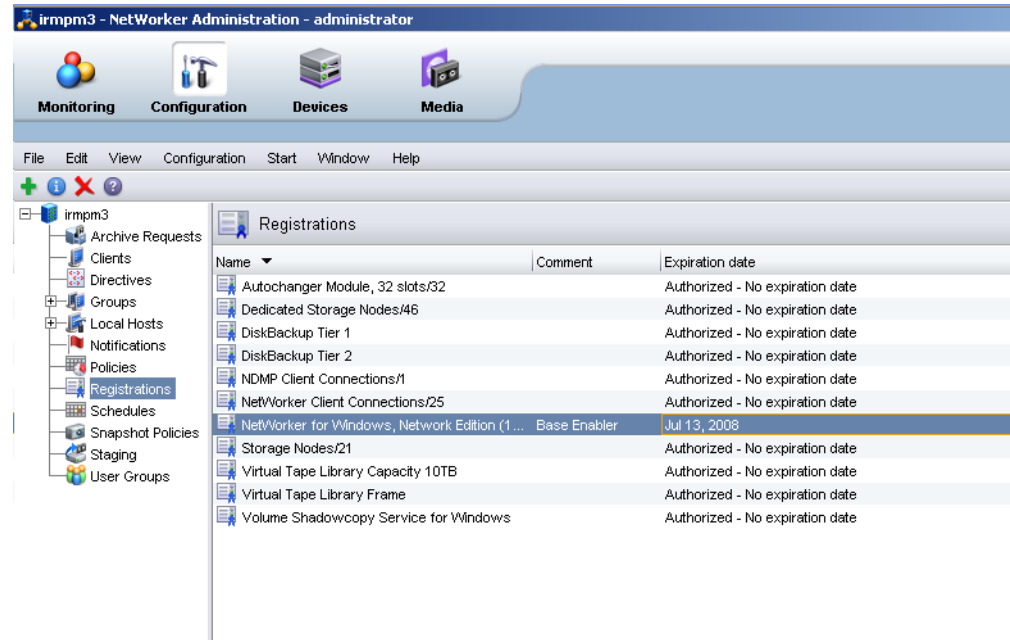 irmpm3 - NetWorker Administration - administrator
Monitoring Configuration Devices Media
File Edit View Configuration Start Window Help
irmpm3
Archive Requests
Clients
Directives
Groups
Local Hosts
Notifications
Policies
Registrations
Schedules
Snapshot Policies
Staging
User Groups
Registrations
Name Comment Expiration date
Autochanger Module, 32 slots/32 Authorized - No expiration date
Dedicated Storage Nodes/46 Authorized - No expiration date
DiskBackup Tier 1 Authorized - No expiration date
DiskBackup Tier 2 Authorized - No expiration date
NDMP Client Connections/1 Authorized - No expiration date
NetWorker Client Connections/25 Authorized - No expiration date
NetWorker for Windows, Network Edition (1... Base Enabler Jul 13, 2008
Storage Nodes/21 Authorized - No expiration date
Virtual Tape Library Capacity 10TB Authorized - No expiration date
Virtual Tape Library Frame Authorized - No expiration date
Volume Shadowcopy Service for Windows Authorized - No expiration date